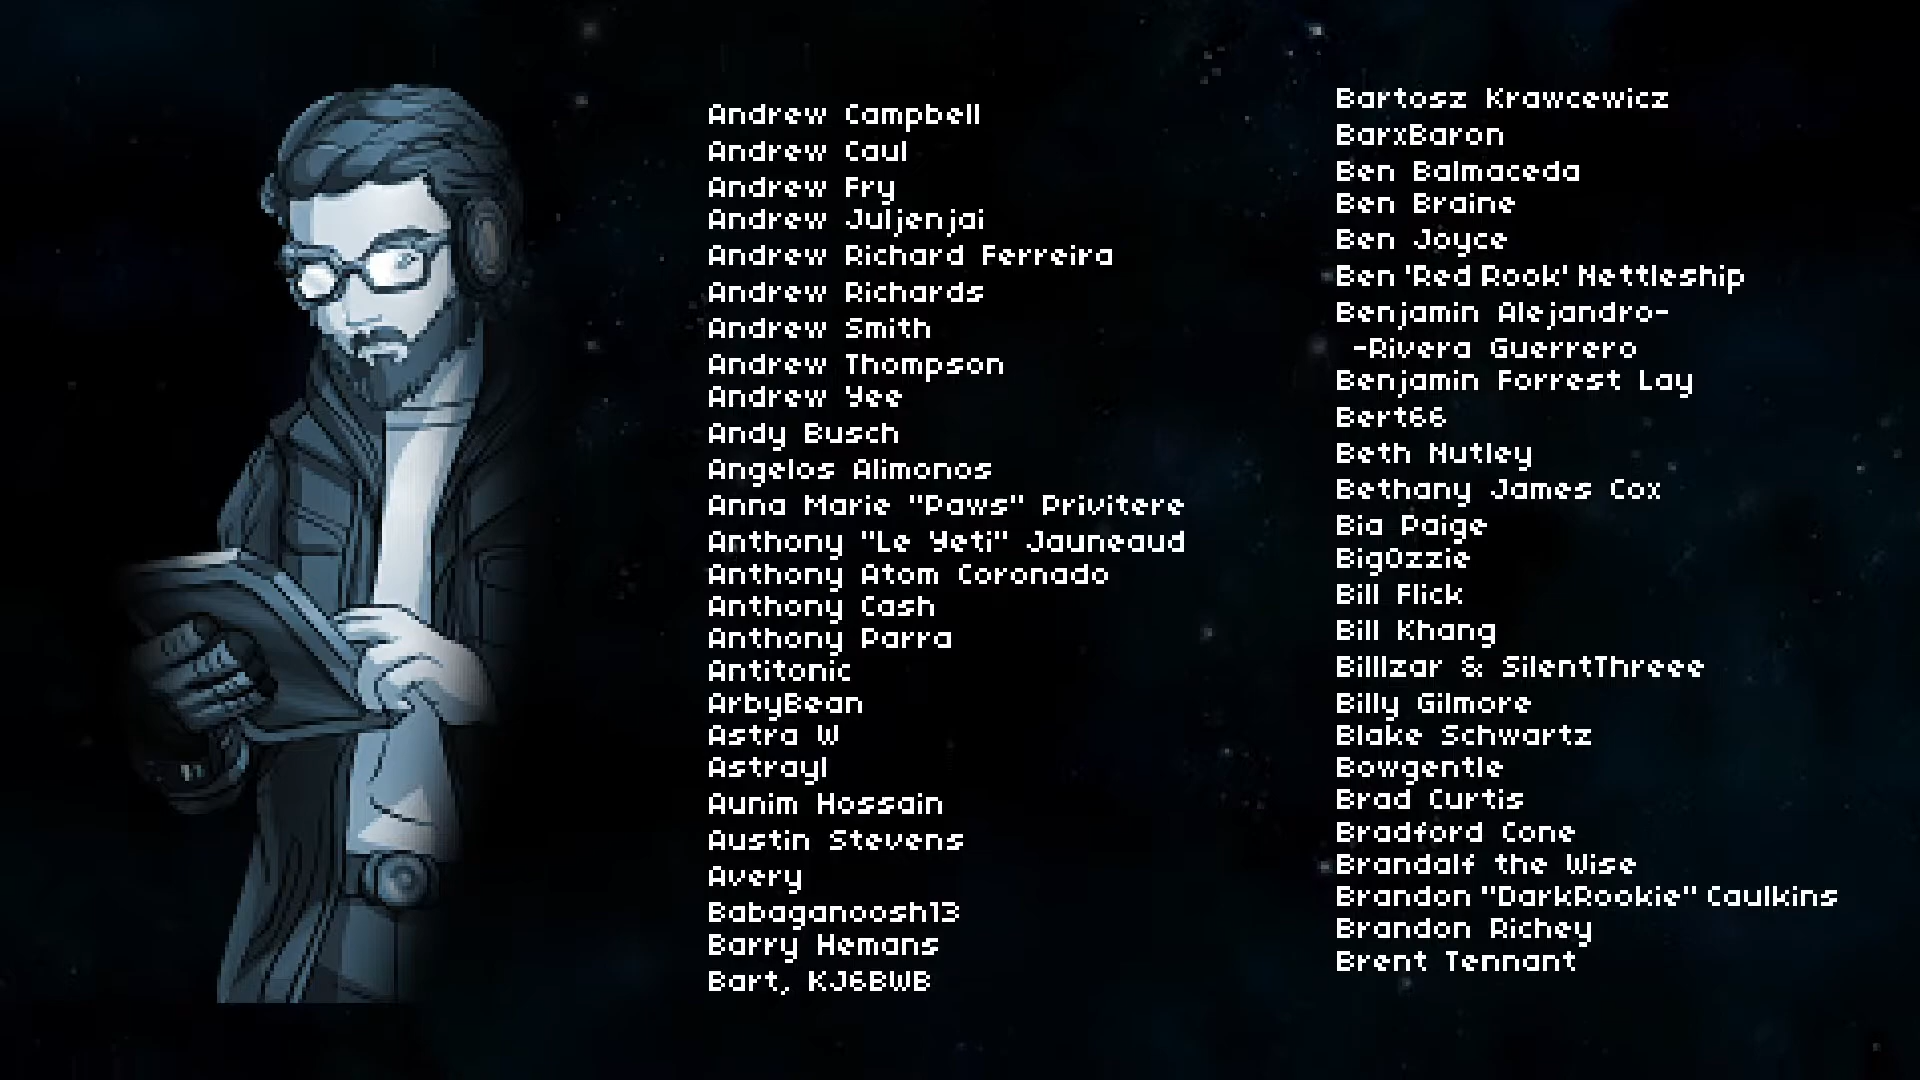 Andrew Campbell
Andrew Caul
Andrew Fry
Andrew Juljenjai
Andrew Richard Ferreira
Andrew Richards
Andrew Smith
Andrew Thompson
Andrew Yee
Andy Busch
Angelos Alimonos
Anna Marie "Paws" Privitere
Anthony "Le Yeti" Jauneaud
Anthony Atom Coronado
Anthony Cash
Anthony Parra
Antitonic
ArbyBean
Astra W
Astrayl
Aunim Hossain
Austin Stevens
Avery
Babaganoosh13
Barry Hemans
Bart, KJ6BWB
Bartosz Krawcewicz
BarxBaron
Ben Balmaceda
Ben Braine
Ben Joyce
Ben 'Red Rook' Nettleship
Benjamin Alejandro-
-Rivera Guerrero
Benjamin Forrest Lay
Bert66
Beth Nutley
Bethany James Cox
Bia Paige
BigOzzie
Bill Flick
Bill Khang
Billlzar & SilentThreee
Billy Gilmore
Blake Schwartz
Bowgentle
Brad Curtis
Bradford Cone
Brandalf the Wise
Brandon "DarkRookie" Caulkins
Brandon Richey
Brent Tennant